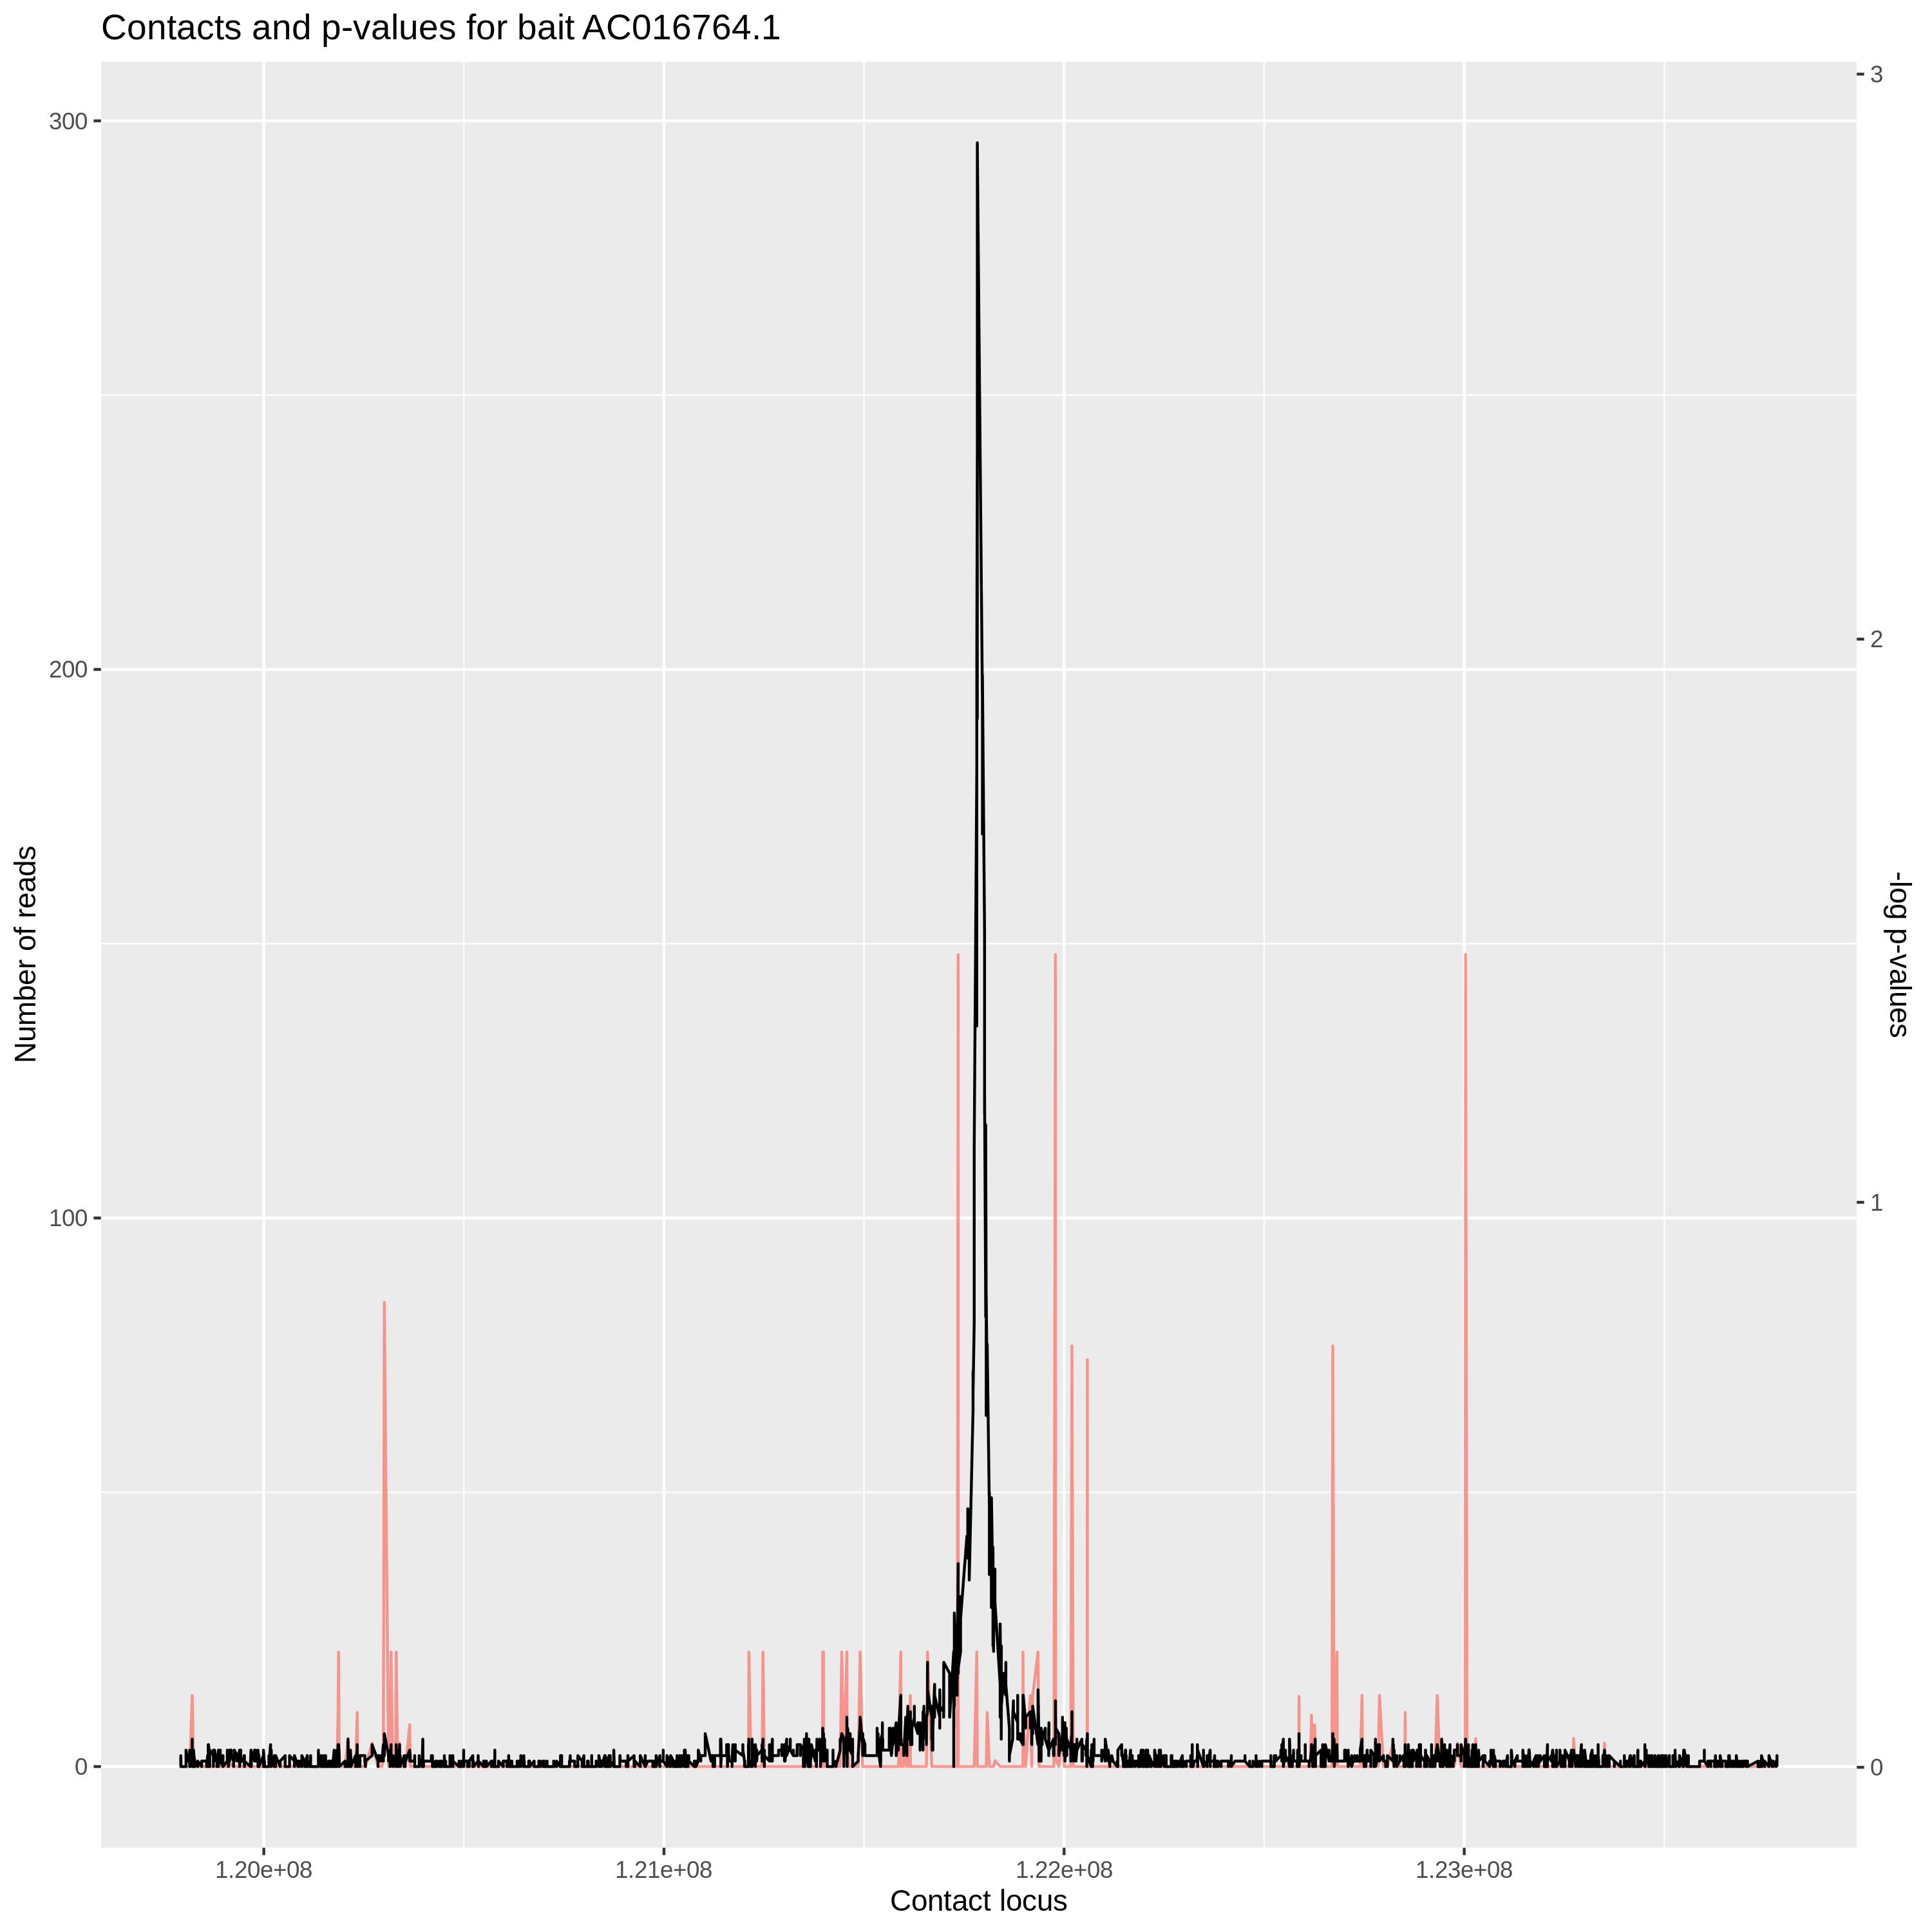 Contacts and p-values for bait AC016764.1
300
200
100
0
3
2
1
0
Number of reads
-log p-values
1.20e+08
1.21e+08
1.22e+08
1.23e+08
Contact locus